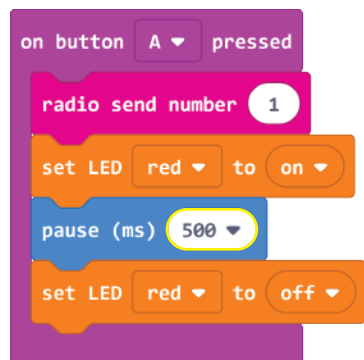 on button A pressed
radio send number 1
set LED red to on
pause (ms) 500
set LED red to off